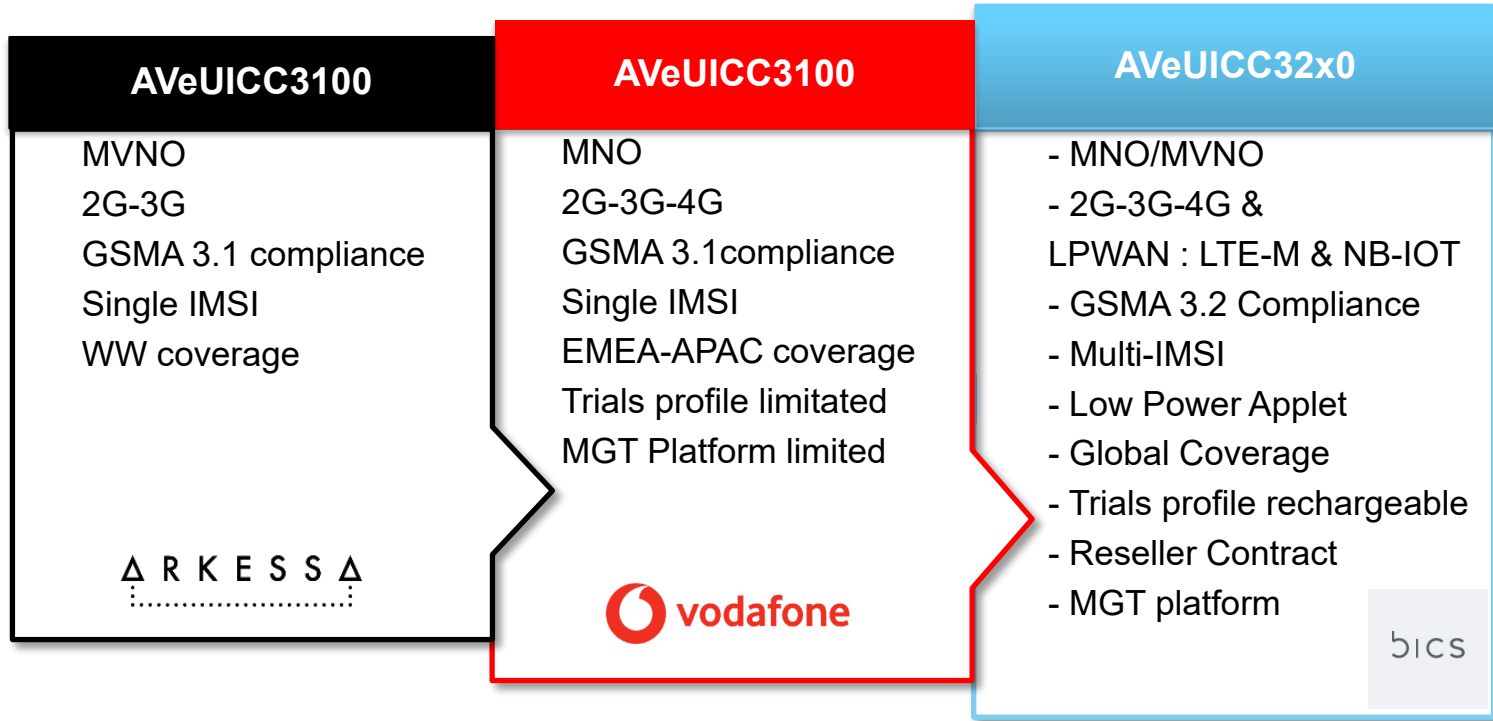 AVeUICC3100
MVNO
2G-3G
GSMA 3.1 compliance
Single IMSI
WW coverage
ARKESSA
AVeUICC3100
MNO
2G-3G-4G
GSMA 3.1compliance
Single IMSI
EMEA-APAC coverage
Trials profile limitated
MGT Platform limited
vodafone
AVeUICC32x0
- MNO/MVNO
- 2G-3G-4G &
LPWAN : LTE-M & NB-IOT
- GSMA 3.2 Compliance
- Multi-IMSI
- Low Power Applet
- Global Coverage
- Trials profile rechargeable
- Reseller Contract
- MGT platform
bics